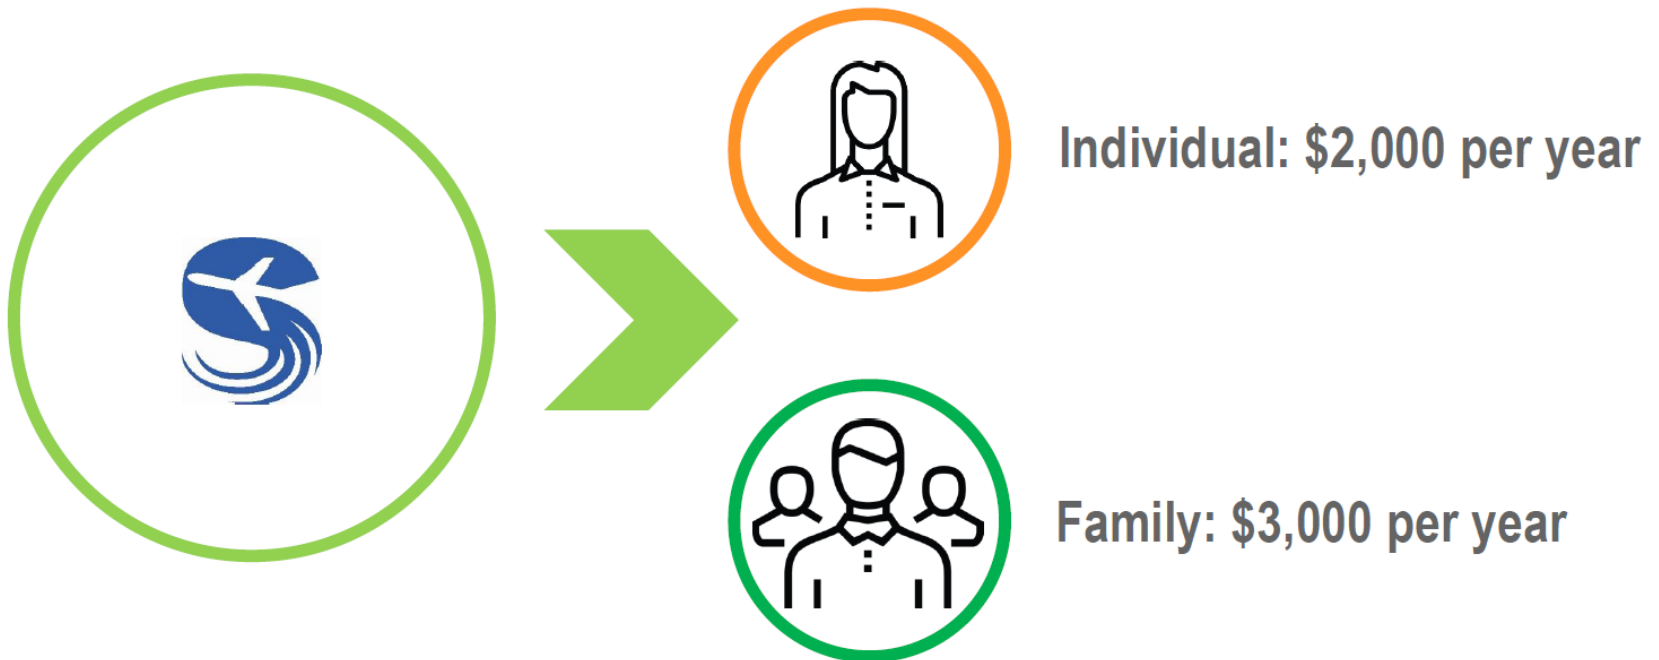 Individual: $2,000 per year
Family: $3,000 per year